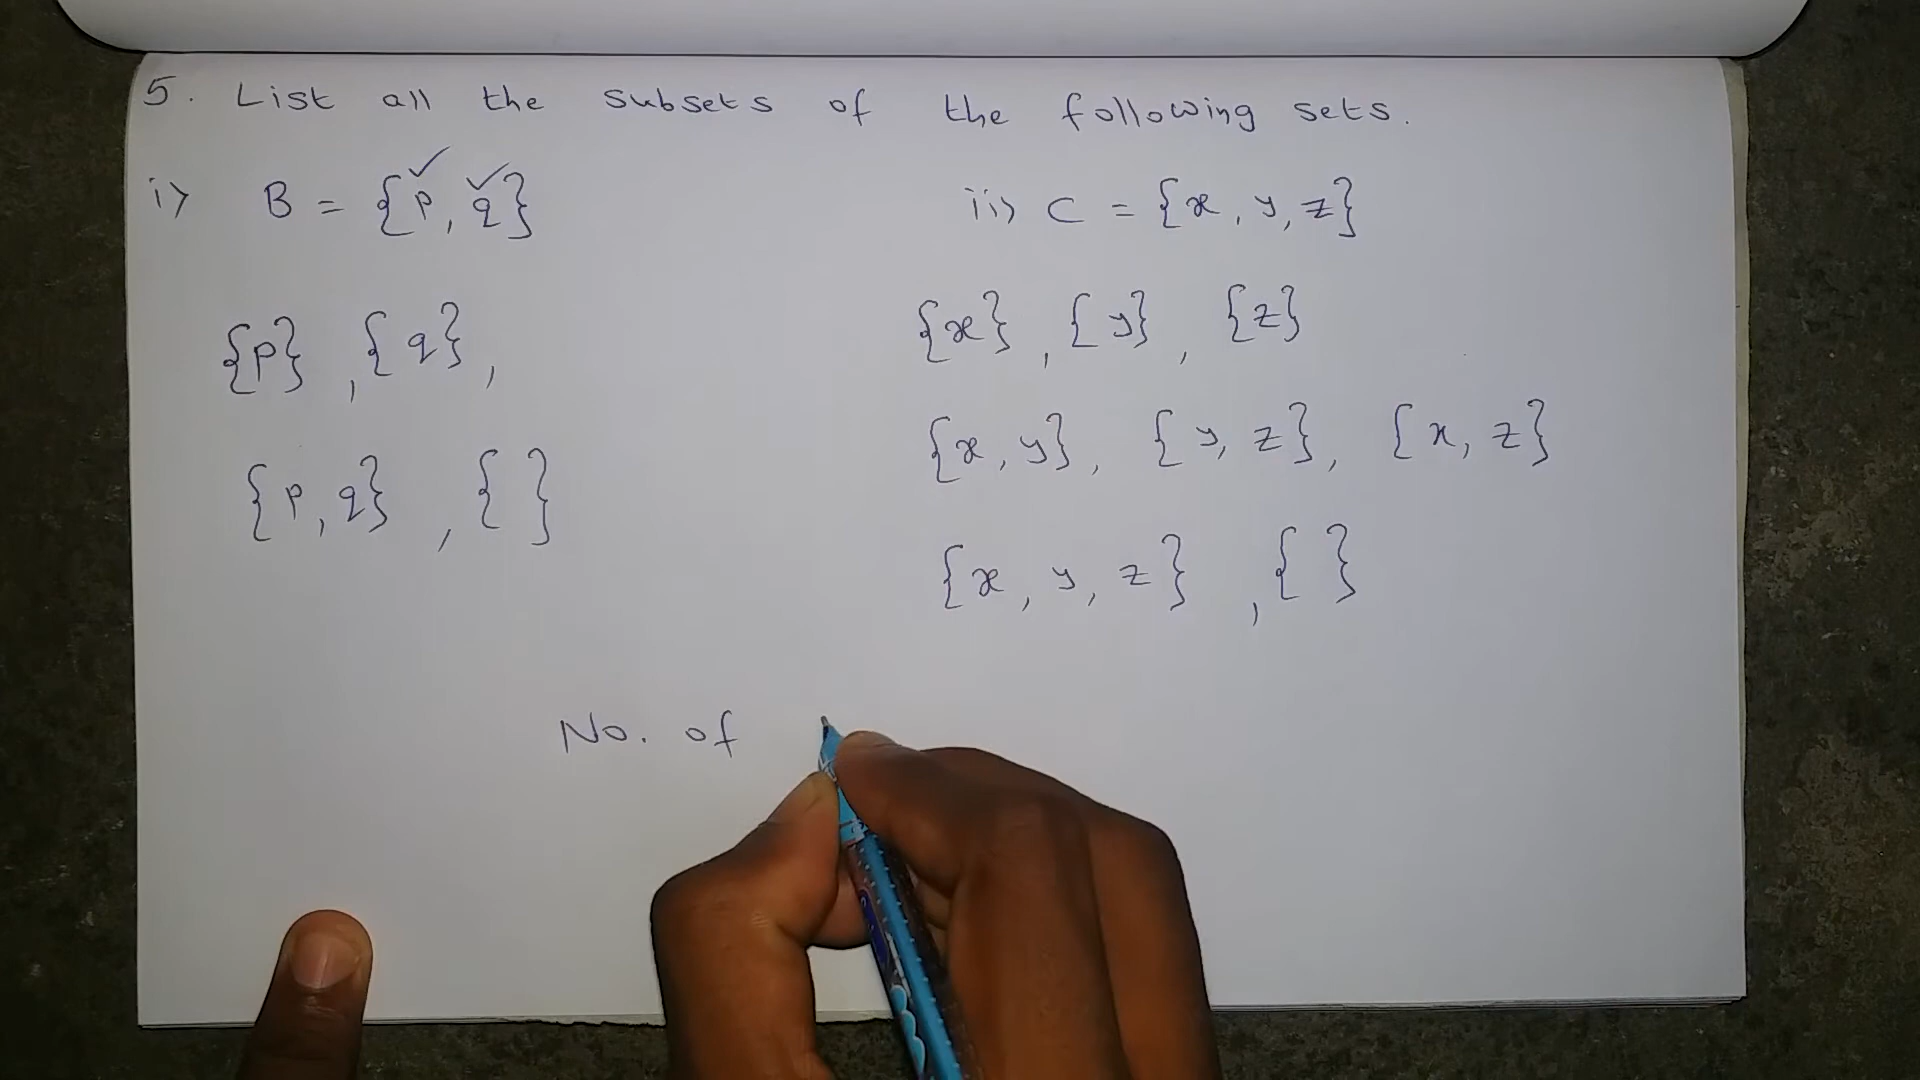 5. List all the subsets of the following sets.
i) B = {p, q}
{p}, {q},
{p, q}, { }
ii) C = {x, y, z}
{x}, {y}, {z}
{x, y}, {y, z}, {x, z}
{x, y, z}, { }
No. of